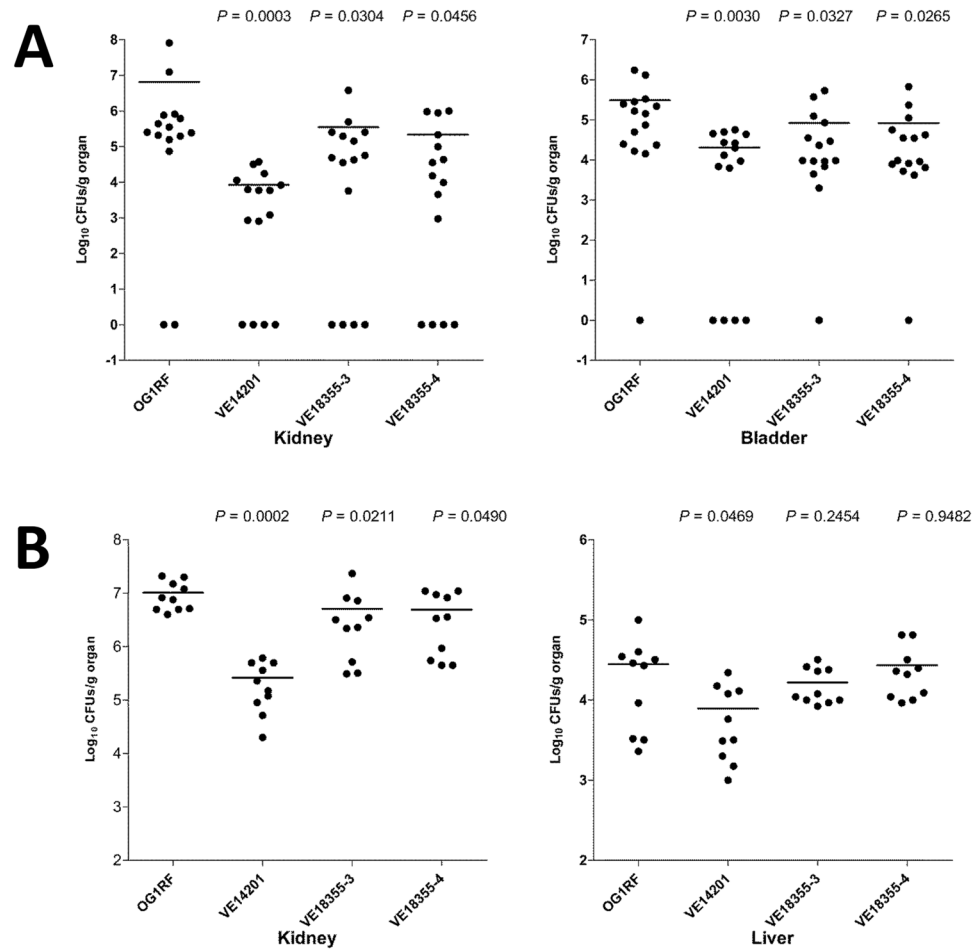 A
P = 0.0003 P = 0.0304 P = 0.0456
8
7
6
5
4
3
2
1
0
-1
Log10 CFUs/g organ
OG1RF
VE14201
VE18355-3
VE18355-4
Kidney
P = 0.0030 P = 0.0327 P = 0.0265
7
6
5
4
3
2
1
0
-1
Log10 CFUs/g organ
OG1RF
VE14201
VE18355-3
VE18355-4
Bladder
B
P = 0.0002 P = 0.0211 P = 0.0490
8
7
6
5
4
3
2
Log10 CFUs/g organ
OG1RF
VE14201
VE18355-3
VE18355-4
Kidney
P = 0.0469 P = 0.2454 P = 0.9482
6
5
4
3
2
Log10 CFUs/g organ
OG1RF
VE14201
VE18355-3
VE18355-4
Liver